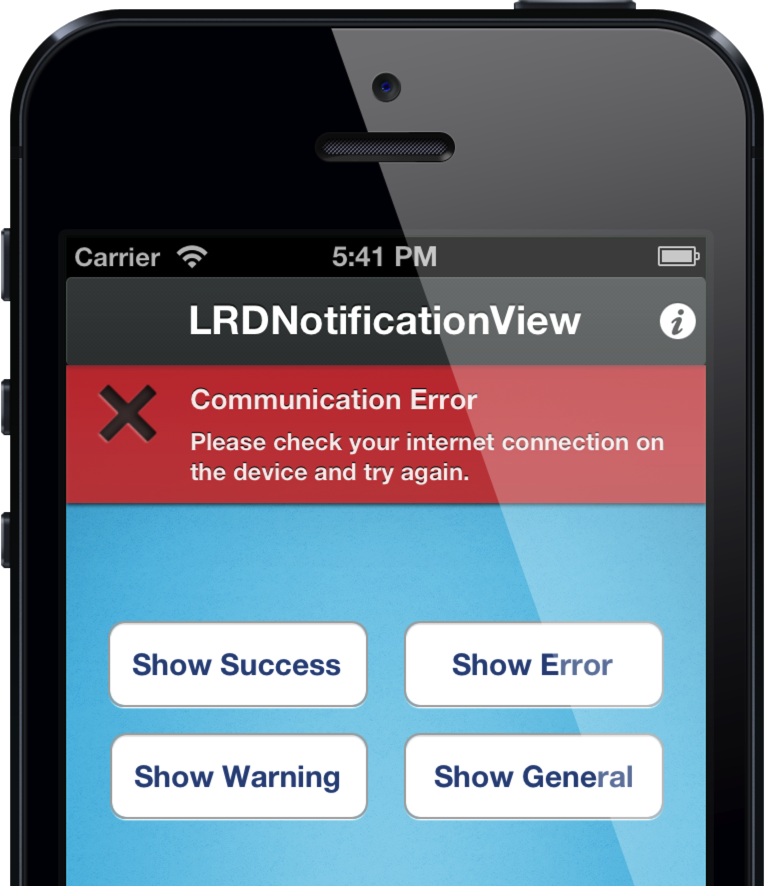 Carrier 5:41 PM
LRDNotificationView
Communication Error
Please check your internet connection on
the device and try again.
Show Success Show Error
Show Warning Show General